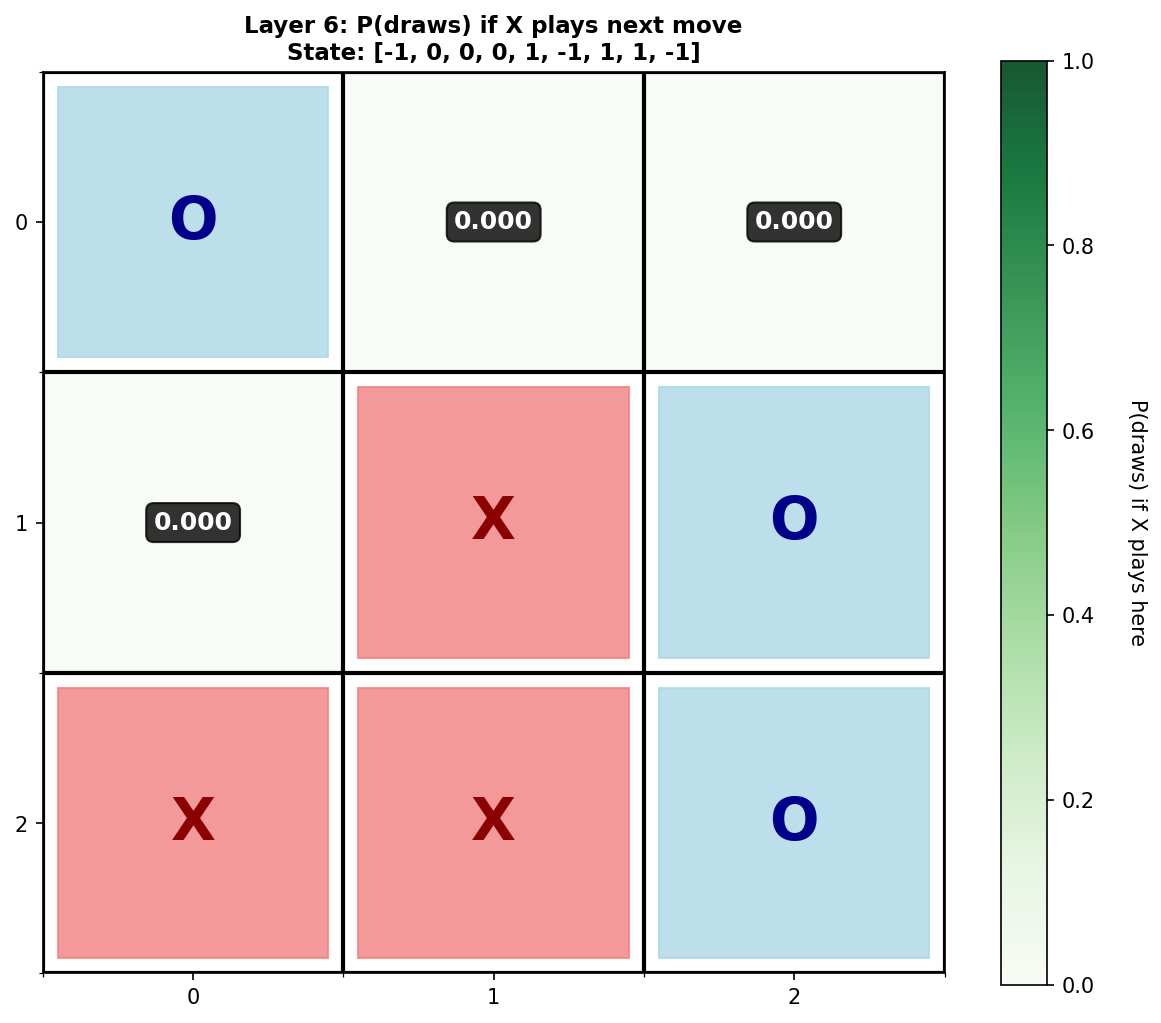 Layer 6: P(draws) if X plays next move
State: [-1, 0, 0, 0, 1, -1, 1, 1, -1]
0
O
0.000
0.000
1
0.000
X
O
2
X
X
O
0
1
2
1.0
0.8
0.6
0.4
0.2
0.0
P(draws) if X plays here